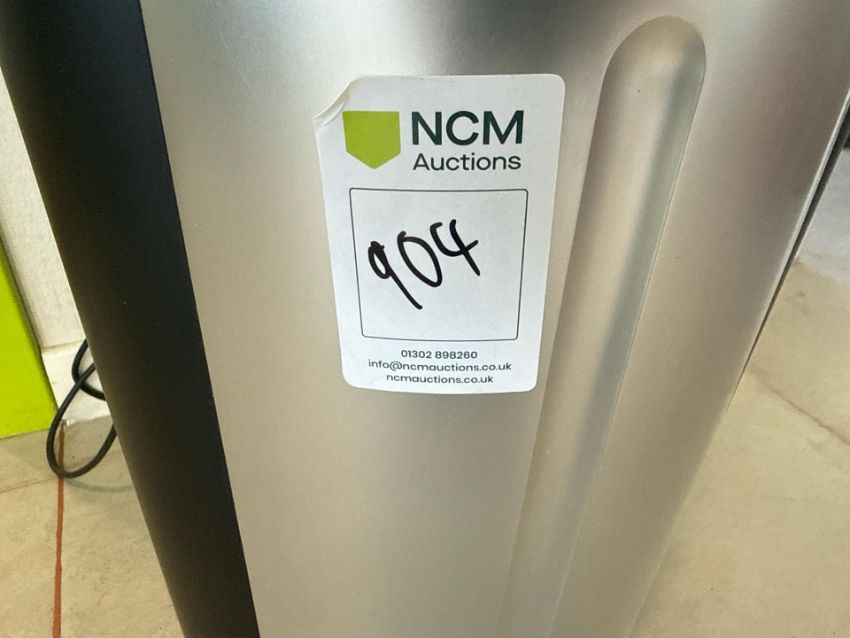 NCM
Auctions
904
01302 898260
info@ncmauctions.co.uk
ncmauctions.co.uk